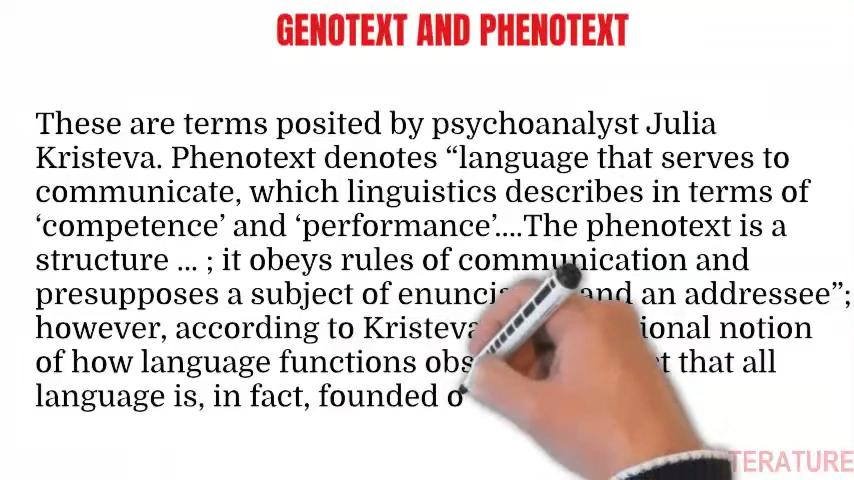 GENOTEXT AND PHENOTEXT
These are terms posited by psychoanalyst Julia
Kristeva. Phenotext denotes “language that serves to
communicate, which linguistics describes in terms of
‘competence’ and ‘performance’....The phenotext is a
structure ... ; it obeys rules of communication and
presupposes a subject of and an addressee”;
however, according to Kristeva notion
of how language functions that all
language is, in fact, founded
TERATURE